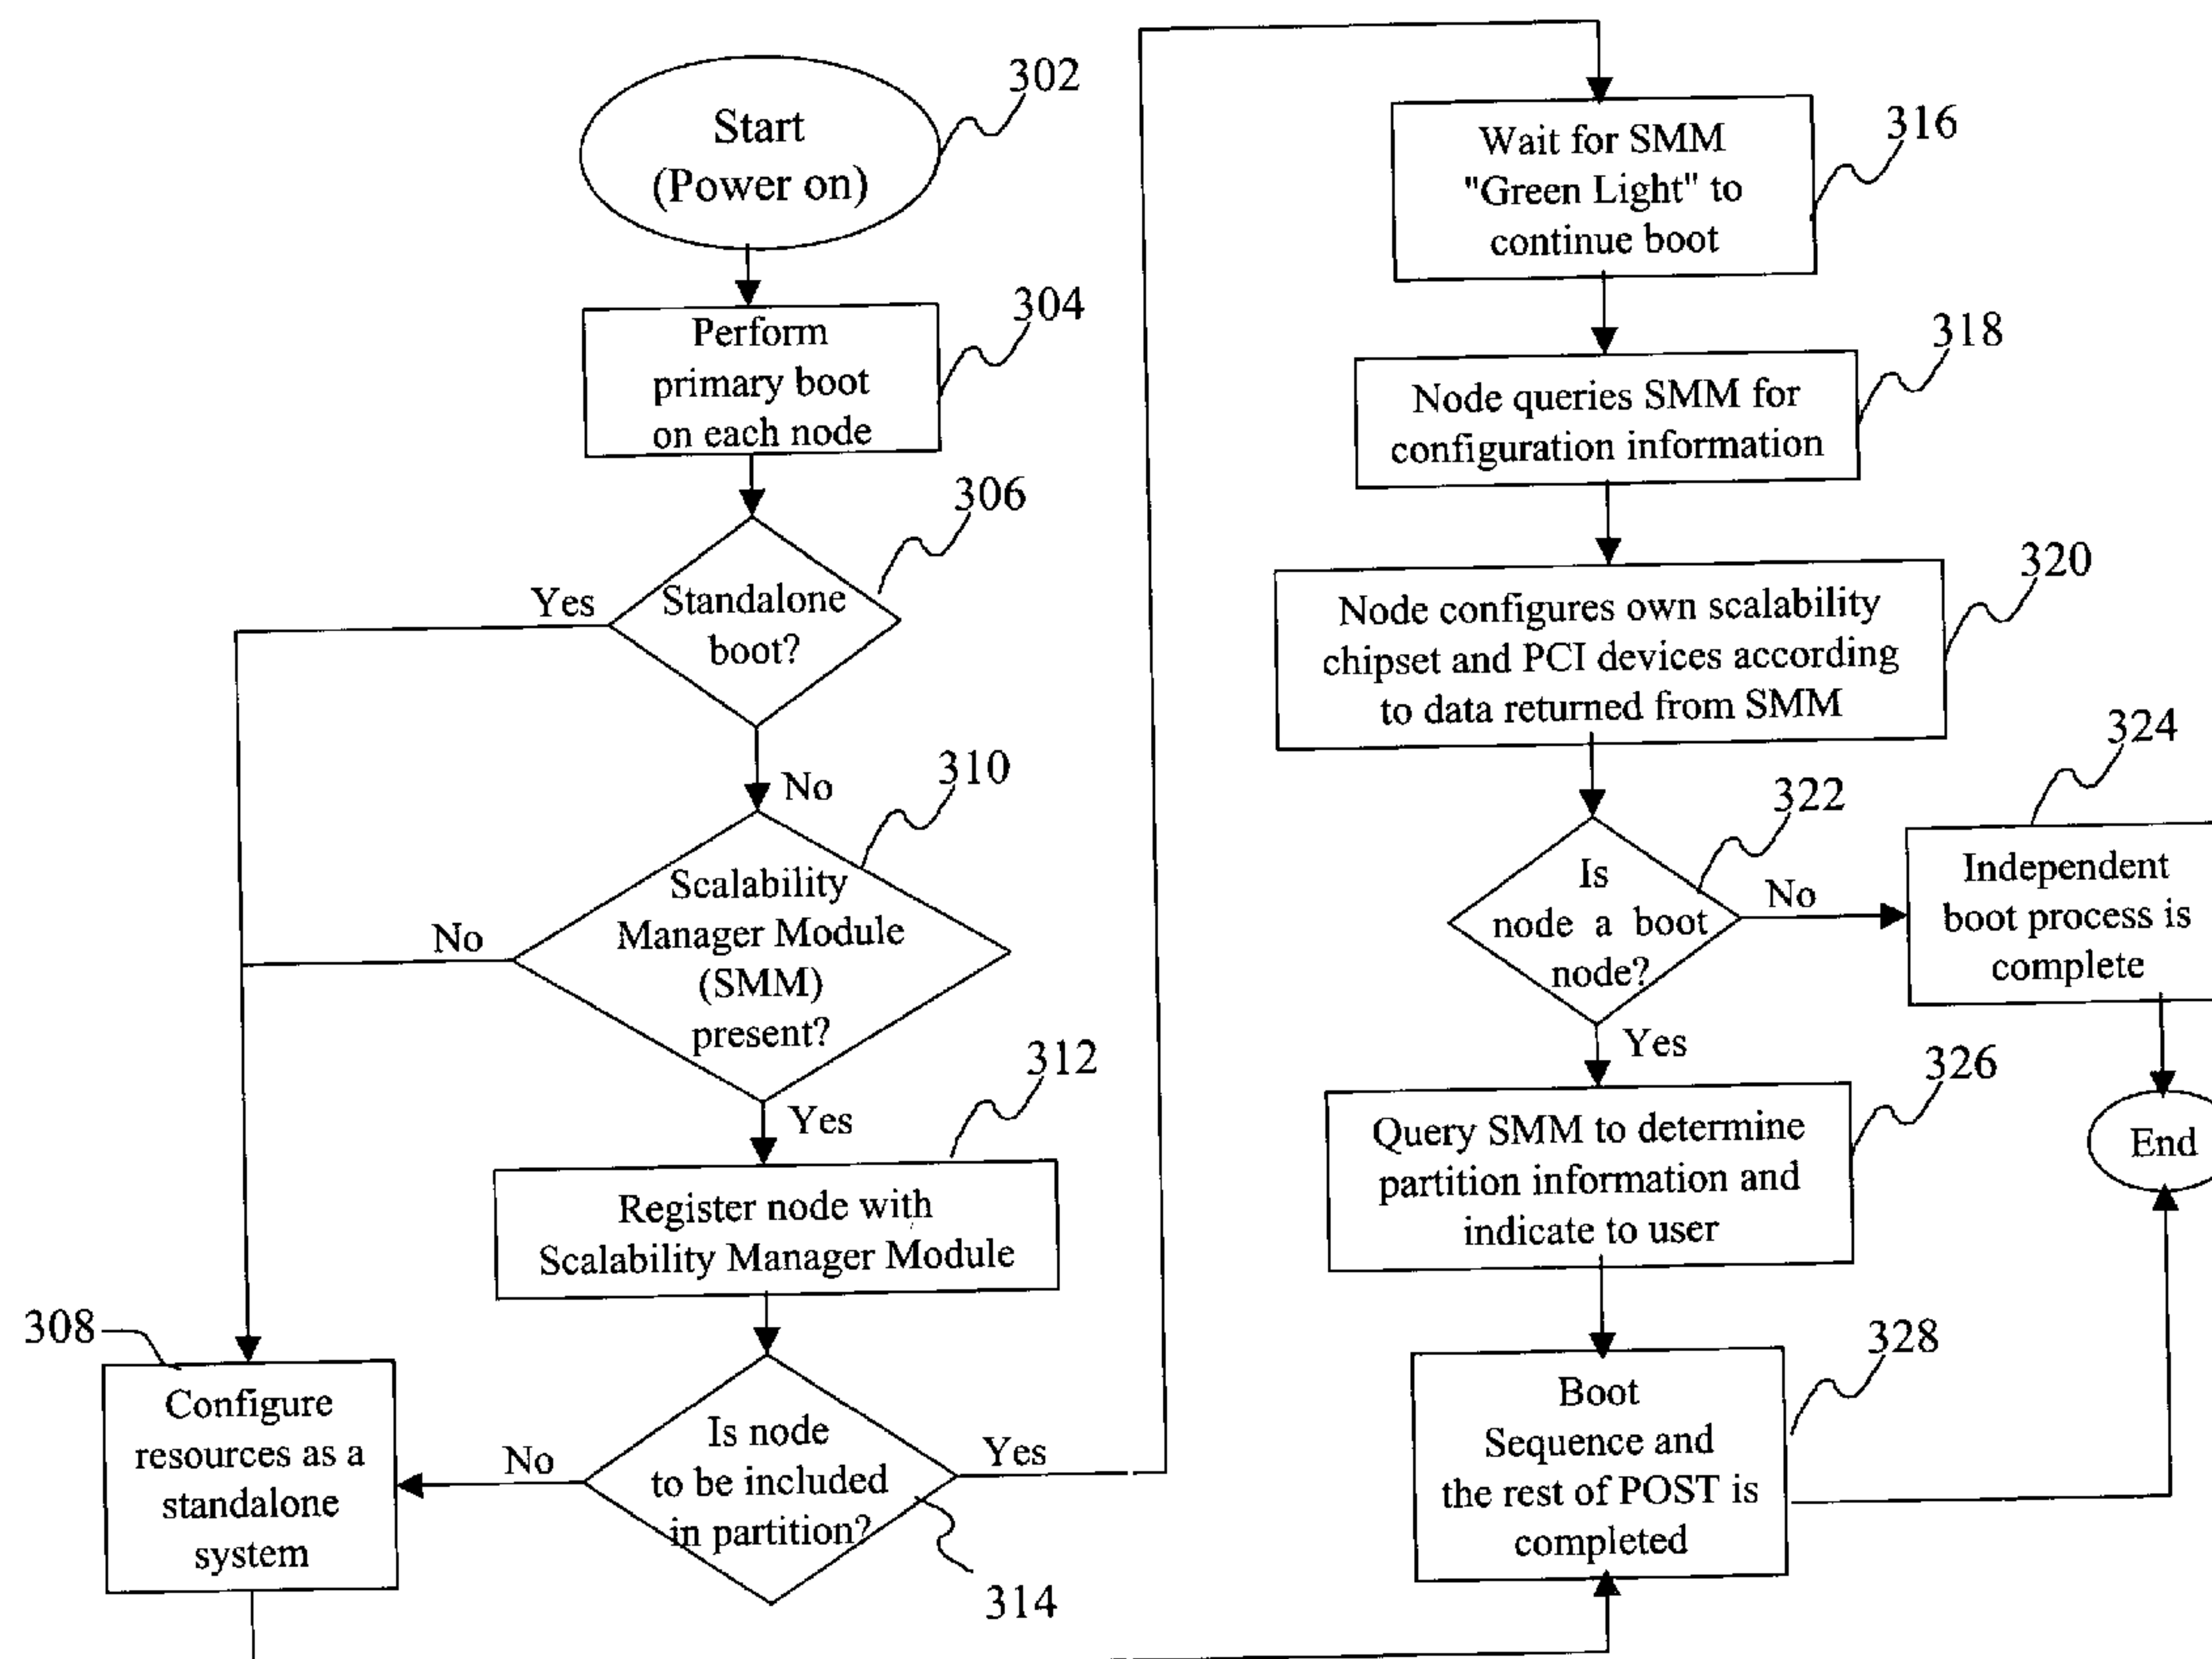 302
Start
(Power on)
304
Perform
primary boot
on each node
306
Yes
Standalone
boot?
No
310
Scalability
Manager Module
(SMM)
present?
No
Yes
312
Register node with
Scalability Manager Module
308
Configure
resources as a
standalone
system
No
Is node
to be included
in partition?
Yes
314
316
Wait for SMM
"Green Light" to
continue boot
318
Node queries SMM for
configuration information
320
Node configures own scalability
chipset and PCI devices according
to data returned from SMM
322
Is
node a boot
node?
No
324
Independent
boot process is
complete
End
Yes
326
Query SMM to determine
partition information and
indicate to user
328
Boot
Sequence and
the rest of POST is
completed